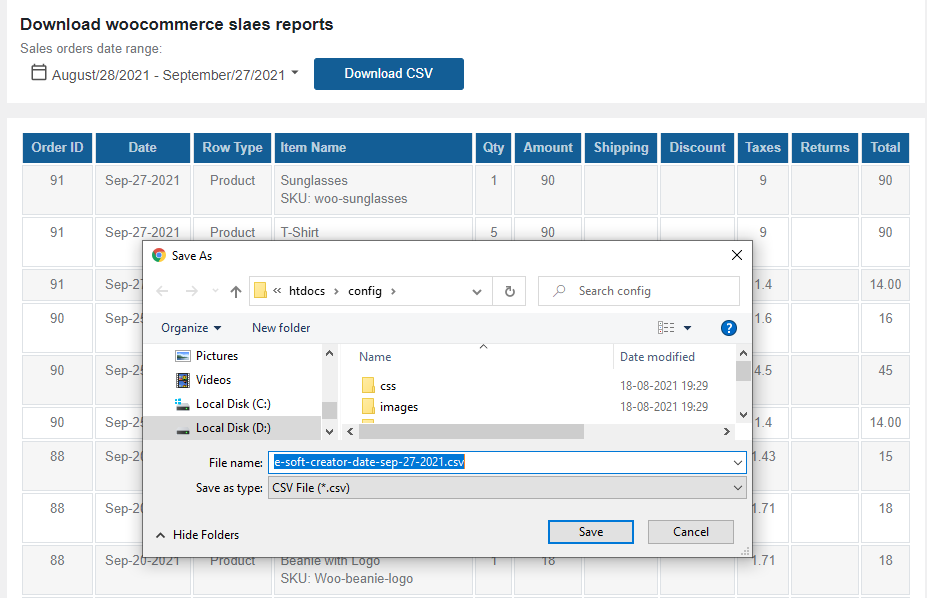 Download woocommerce slaes reports
Sales orders date range:
August/28/2021 - September/27/2021 Download CSV
Order ID Date Row Type Item Name Qty Amount Shipping Discount Taxes Returns Total
91 Sep-27-2021 Product Sunglasses 1 90 9 90
SKU: woo-sunglasses
91 Sep-27-2021 Product T-Shirt 5 90 9 90
Save As
« htdocs › config › Search config
91 Sep-27 1.4 14.00
90 Sep-25 1.6 16
Organize New folder ?
Pictures Name Date modified
Videos css 18-08-2021 19:29
90 Sep-25 4.5 45
Local Disk (C:) images 18-08-2021 19:29
Local Disk (D:)
90 Sep-25 1.4 14.00
88 Sep-20 1.43 15
File name: e-soft-creator-date-sep-27-2021.csv
Save as type: CSV File (*.csv)
88 Sep-20 1.71 18
Hide Folders Save Cancel
88 Sep-20-2021 Product Beanie with Logo 1 18 1.71 18
SKU: Woo-beanie-logo